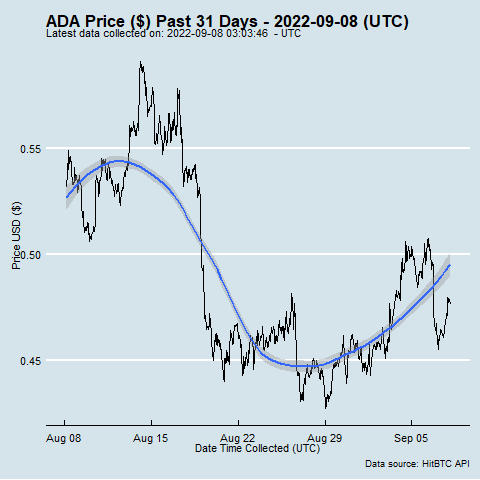 ADA Price ($) Past 31 Days - 2022-09-08 (UTC)
Latest data collected on: 2022-09-08 03:03:46 - UTC
0.55
0.50
0.45
Price USD ($)
Aug 08 Aug 15 Aug 22 Aug 29 Sep 05
Date Time Collected (UTC)
Data source: HitBTC API